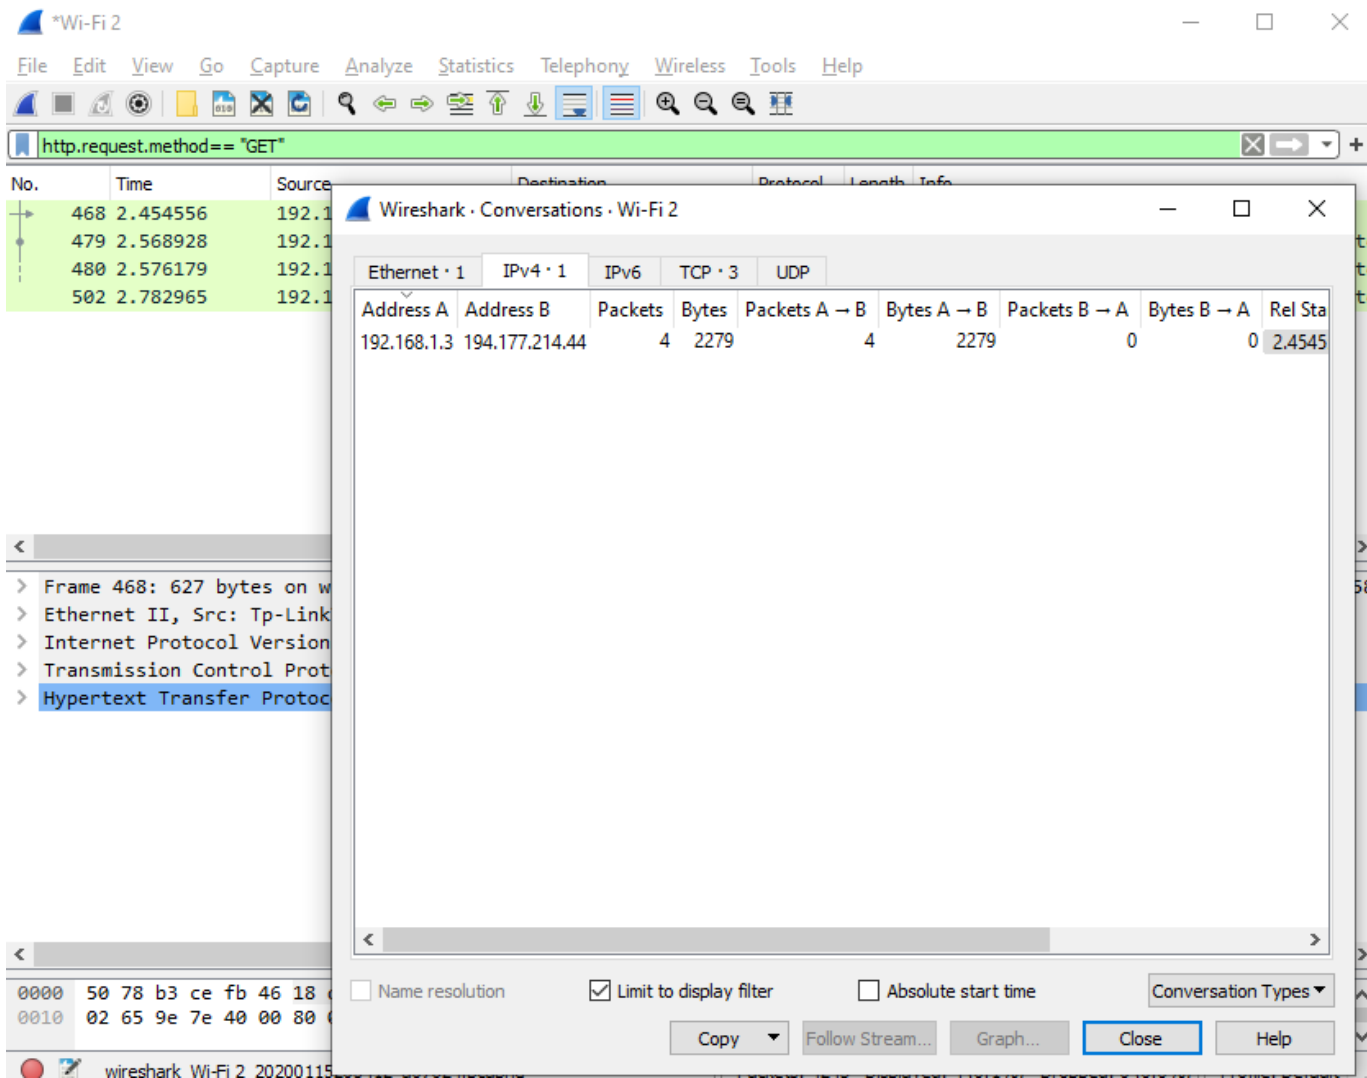 *Wi-Fi 2
File Edit View Go Capture Analyze Statistics Telephony Wireless Tools Help
http.request.method== "GET"
No. Time Source Destination Protocol Length Info
468 2.454556 192.1
479 2.568928 192.1
480 2.576179 192.1
502 2.782965 192.1
Wireshark · Conversations · Wi-Fi 2
Ethernet · 1 IPv4 · 1 IPv6 TCP · 3 UDP
Address A Address B Packets Bytes Packets A → B Bytes A → B Packets B → A Bytes B → A Rel Sta
192.168.1.3 194.177.214.44 4 2279 4 2279 0 0 2.4545
Frame 468: 627 bytes on w
Ethernet II, Src: Tp-Link
Internet Protocol Version
Transmission Control Prot
Hypertext Transfer Protoc
0000 50 78 b3 ce fb 46 18
0010 02 65 9e 7e 40 00 80
Name resolution Limit to display filter Absolute start time Conversation Types
Copy Follow Stream... Graph... Close Help
wireshark_Wi-Fi 2_20200115